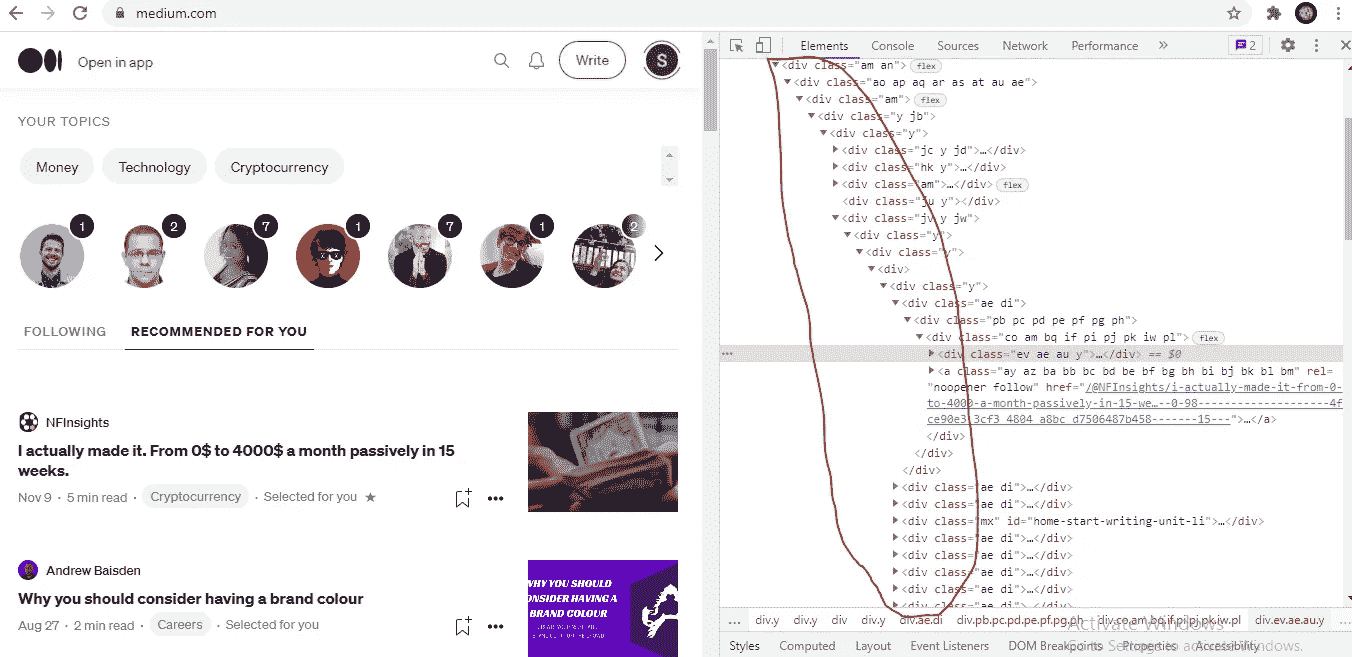 medium.com
Open in app
Write
S
YOUR TOPICS
Money Technology Cryptocurrency
1 2 7 1 7 1 2
FOLLOWING RECOMMENDED FOR YOU
NFInsights
I actually made it. From 0$ to 4000$ a month passively in 15
weeks.
Nov 9 · 5 min read · Cryptocurrency · Selected for you ★
Andrew Baisden
Why you should consider having a brand colour
Aug 27 · 2 min read · Careers · Selected for you
WHY YOU SHOULD
CONSIDER HAVING A
BRAND COLOUR
Elements Console Sources Network Performance » 2
<div class="am an"> flex
<div class="ao ap aq ar as at au ae">
<div class="am"> flex
<div class="y jb">
<div class="y">
<div class="jc y jd">…</div>
<div class="hk y">…</div>
<div class="am">…</div> flex
<div class="ju y"></div>
<div class="jv y jw">
<div class="y">
<div class="y">
<div>
<div class="y">
<div class="ae di">
<div class="pb pc pd pe pf pg ph">
<div class="co am bq if pi pj pk iw pl"> flex
… <div class="ev ae au y">…</div> == $0
<a class="ay az ba bb bc bd be bf bg bh bi bj bk bl bm" rel=
"noopener follow" href="/@NFInsights/i-actually-made-it-from-0-
to-4000-a-month-passively-in-15-we…--0-98--------------------4f
ce90e3_3cf3_4804_a8bc_d7506487b458-------15---">…</a>
</div>
</div>
</div>
<div class="ae di">…</div>
<div class="ae di">…</div>
<div class="mx" id="home-start-writing-unit-li">…</div>
<div class="ae di">…</div>
<div class="ae di">…</div>
<div class="ae di">…</div>
<div class="ae di">…</div>
<div class="ae di">…</div>
… div.y div.y div div.y div.ae.di div.pb.pc.pd.pe.pf.pg.ph div.co.am.bq.if.pi.pj.pk.iw.pl div.ev.ae.au.y …
Activate Windows
Go to Settings to activate Windows.
Styles Computed Layout Event Listeners DOM Breakpoints Properties Accessibility